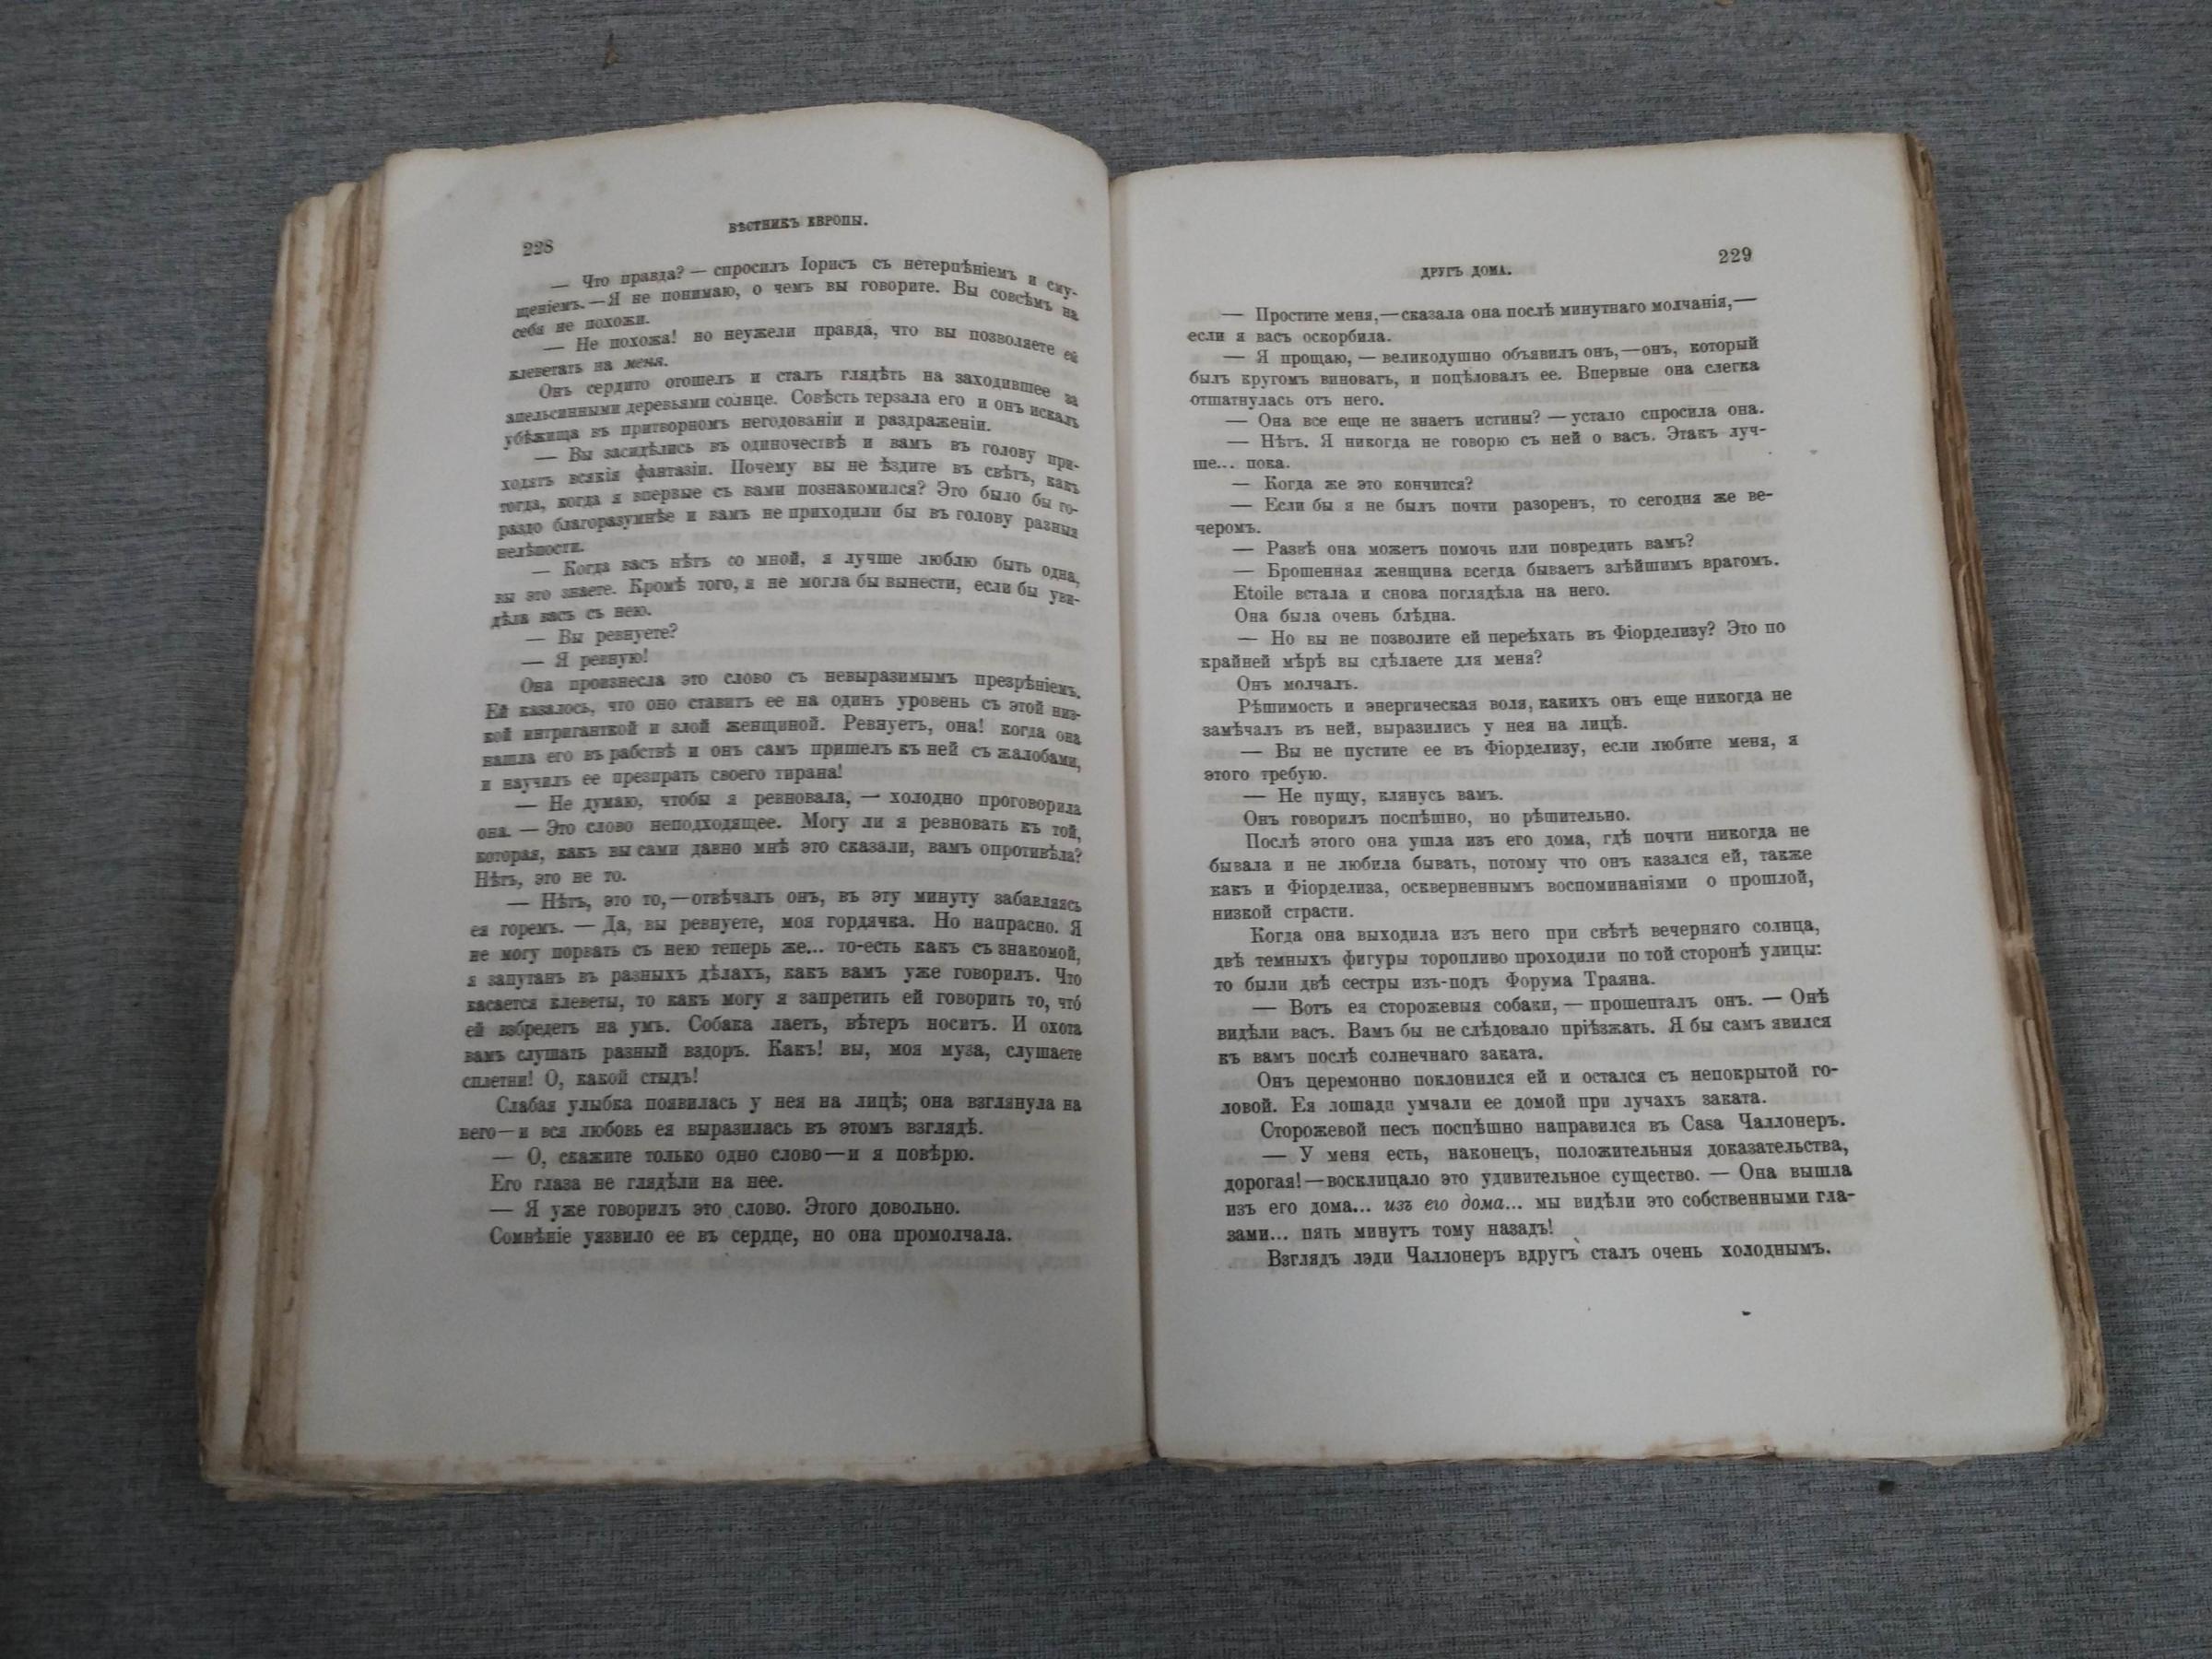 228
ВѢСТНИКЪ ЕВРОПЫ.
— Что правда? — спросилъ Іорисъ съ нетерпѣніемъ и сму-
щеніемъ. — Я не понимаю, о чемъ вы говорите. Вы совсѣмъ на
себя не похожи.
— Не похожа! но неужели правда, что вы позволяете ей
клеветать на меня.
Онъ сердито отошелъ и сталъ глядѣть на заходившее за
апельсинными деревьями солнце. Совѣсть терзала его и онъ искалъ
убѣжища въ притворномъ негодованіи и раздраженіи.
— Вы засидѣлись въ одиночествѣ и вамъ въ голову при-
ходятъ всякія фантазіи. Почему вы не ѣздите въ свѣтъ, какъ
тогда, когда я впервые съ вами познакомился? Это было бы го-
раздо благоразумнѣе и вамъ не приходили бы въ голову разныя
нелѣпости.
— Когда васъ нѣтъ со мной, я лучше люблю быть одна,
вы это знаете. Кромѣ того, я не могла бы вынести, если бы уви-
дѣла васъ съ нею.
— Вы ревнуете?
— Я ревную!
Она произнесла это слово съ невыразимымъ презрѣніемъ.
Ей казалось, что оно ставитъ ее на одинъ уровень съ этой низ-
кой интриганткой и злой женщиной. Ревнуетъ, она! когда она
нашла его въ рабствѣ и онъ самъ пришелъ къ ней съ жалобами,
и научилъ ее презирать своего тирана!
— Не думаю, чтобы я ревновала, — холодно проговорила
она. — Это слово неподходящее. Могу ли я ревновать къ той,
которая, какъ вы сами давно мнѣ это сказали, вамъ опротивѣла?
Нѣтъ, это не то.
— Нѣтъ, это то, — отвѣчалъ онъ, въ эту минуту забавляясь
ея горемъ. — Да, вы ревнуете, моя гордячка. Но напрасно. Я
не могу порвать съ нею теперь же... то-есть какъ съ знакомой,
я запутанъ въ разныхъ дѣлахъ, какъ вамъ уже говорилъ. Что
касается клеветы, то какъ могу я запретить ей говорить то, что́
ей взбредетъ на умъ. Собака лаетъ, вѣтеръ носитъ. И охота
вамъ слушать разный вздоръ. Какъ! вы, моя муза, слушаете
сплетни! О, какой стыдъ!
Слабая улыбка появилась у нея на лицѣ; она взглянула на
него — и вся любовь ея выразилась въ этомъ взглядѣ.
— О, скажите только одно слово — и я повѣрю.
Его глаза не глядѣли на нее.
— Я уже говорилъ это слово. Этого довольно.
Сомнѣніе уязвило ее въ сердце, но она промолчала.
ДРУГЪ ДОМА.
229
— Простите меня, — сказала она послѣ минутнаго молчанія, —
если я васъ оскорбила.
— Я прощаю, — великодушно объявилъ онъ, — онъ, который
былъ кругомъ виноватъ, и поцѣловалъ ее. Впервые она слегка
отшатнулась отъ него.
— Она все еще не знаетъ истины? — устало спросила она.
— Нѣтъ. Я никогда не говорю съ ней о васъ. Этакъ луч-
ше... пока.
— Когда же это кончится?
— Если бы я не былъ почти разоренъ, то сегодня же ве-
черомъ.
— Развѣ она можетъ помочь или повредить вамъ?
— Брошенная женщина всегда бываетъ злѣйшимъ врагомъ.
Etoile встала и снова поглядѣла на него.
Она была очень блѣдна.
— Но вы не позволите ей переѣхать въ Фіорделизу? Это по
крайней мѣрѣ вы сдѣлаете для меня?
Онъ молчалъ.
Рѣшимость и энергическая воля, какихъ онъ еще никогда не
замѣчалъ въ ней, выразились у нея на лицѣ.
— Вы не пустите ее въ Фіорделизу, если любите меня, я
этого требую.
— Не пущу, клянусь вамъ.
Онъ говорилъ поспѣшно, но рѣшительно.
Послѣ этого она ушла изъ его дома, гдѣ почти никогда не
бывала и не любила бывать, потому что онъ казался ей, также
какъ и Фіорделиза, оскверненнымъ воспоминаніями о прошлой,
низкой страсти.
Когда она выходила изъ него при свѣтѣ вечерняго солнца,
двѣ темныхъ фигуры торопливо проходили по той сторонѣ улицы:
то были двѣ сестры изъ-подъ Форума Траяна.
— Вотъ ея сторожевыя собаки, — прошепталъ онъ. — Онѣ
видѣли васъ. Вамъ бы не слѣдовало пріѣзжать. Я бы самъ явился
къ вамъ послѣ солнечнаго заката.
Онъ церемонно поклонился ей и остался съ непокрытой го-
ловой. Ея лошади умчали ее домой при лучахъ заката.
Сторожевой песъ поспѣшно направился въ Casa Чаллонеръ.
— У меня есть, наконецъ, положительныя доказательства,
дорогая! — восклицало это удивительное существо. — Она вышла
изъ его дома... изъ его дома... мы видѣли это собственными гла-
зами... пять минутъ тому назадъ!
Взглядъ лэди Чаллонеръ вдругъ сталъ очень холоднымъ.